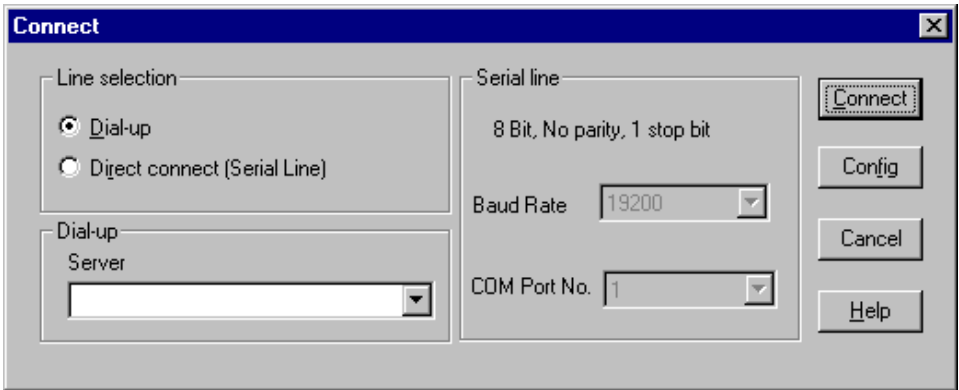 Connect
Line selection
Dial-up
Direct connect (Serial Line)
Dial-up
Server
Serial line
8 Bit, No parity, 1 stop bit
Baud Rate 19200
COM Port No. 1
Connect
Config
Cancel
Help